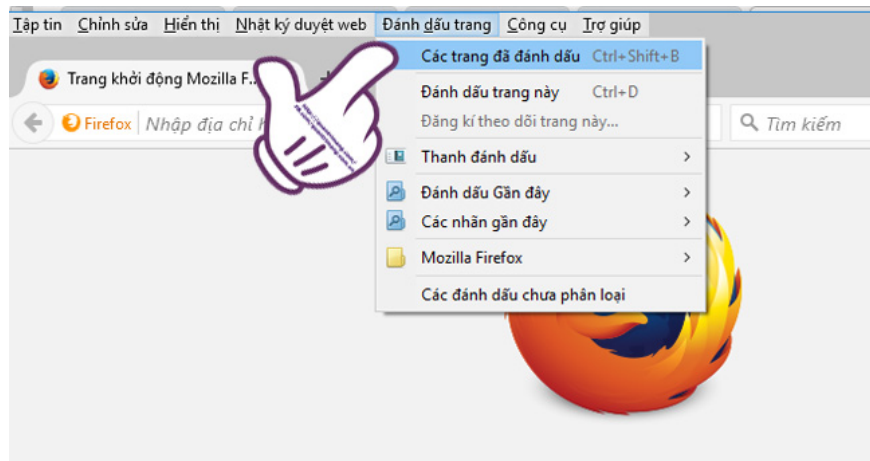 Tập tin Chỉnh sửa Hiển thị Nhật ký duyệt web Đánh dấu trang Công cụ Trợ giúp
Các trang đã đánh dấu Ctrl+Shift+B
Trang khởi động Mozilla F...
Đánh dấu trang này Ctrl+D
Firefox Nhập địa chỉ
Đăng kí theo dõi trang này...
Tìm kiếm
Thanh đánh dấu
Đánh dấu Gần đây
Các nhãn gần đây
Mozilla Firefox
Các đánh dấu chưa phân loại